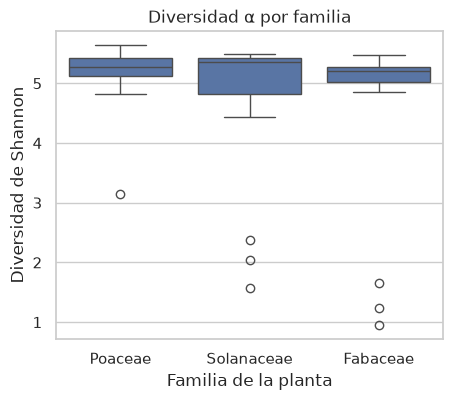 Diversidad α por familia
Diversidad de Shannon
5
4
3
2
1
Poaceae Solanaceae Fabaceae
Familia de la planta